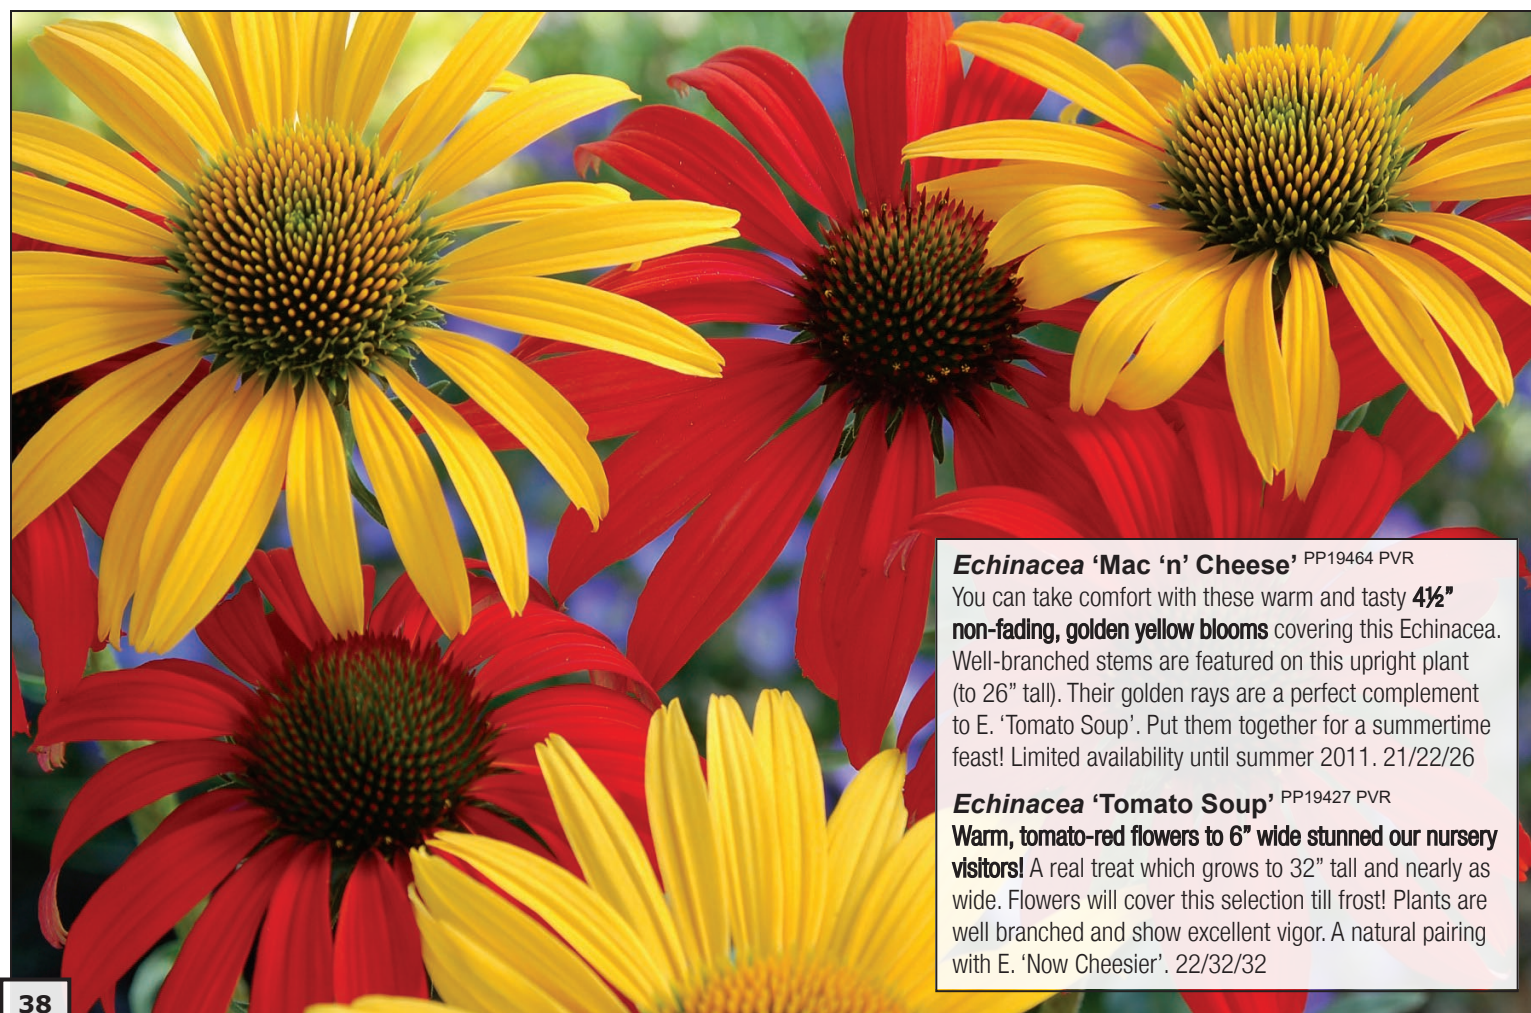 Echinacea ‘Mac ‘n’ Cheese’ PP19464 PVR
You can take comfort with these warm and tasty 4½”
non-fading, golden yellow blooms covering this Echinacea.
Well-branched stems are featured on this upright plant
(to 26” tall). Their golden rays are a perfect complement
to E. ‘Tomato Soup’. Put them together for a summertime
feast! Limited availability until summer 2011. 21/22/26
Echinacea ‘Tomato Soup’ PP19427 PVR
Warm, tomato-red flowers to 6” wide stunned our nursery
visitors! A real treat which grows to 32” tall and nearly as
wide. Flowers will cover this selection till frost! Plants are
well branched and show excellent vigor. A natural pairing
with E. ‘Now Cheesier’. 22/32/32
38